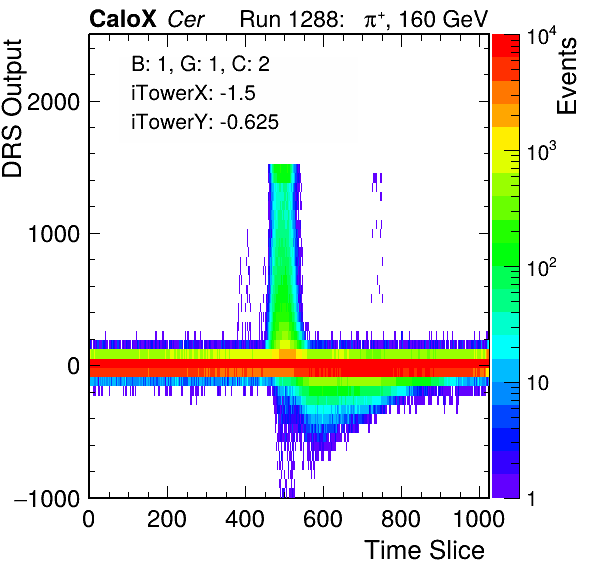 CaloX Cer Run 1288: π⁺, 160 GeV
B: 1, G: 1, C: 2
iTowerX: -1.5
iTowerY: -0.625
DRS Output
2000
1000
0
−1000
0 200 400 600 800 1000
Time Slice
Events
10⁴
10³
10²
10
1